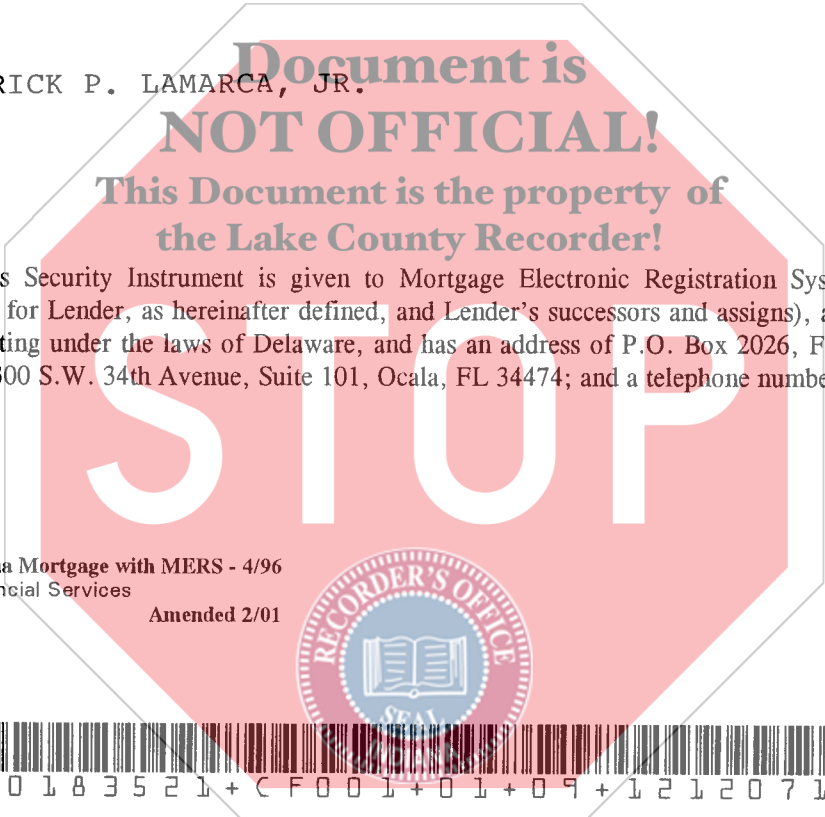 Document is
RICK P. LAMARCA, JR.
NOT OFFICIAL!
This Document is the property of
the Lake County Recorder!
s Security Instrument is given to Mortgage Electronic Registration Sys
for Lender, as hereinafter defined, and Lender's successors and assigns), a
ting under the laws of Delaware, and has an address of P.O. Box 2026, F
300 S.W. 34th Avenue, Suite 101, Ocala, FL 34474; and a telephone numbe
STOP
a Mortgage with MERS - 4/96
ncial Services
Amended 2/01
RECORDER'S OFFICE
SEAL
INDIANA
0183521+CF001+01+09+1212071